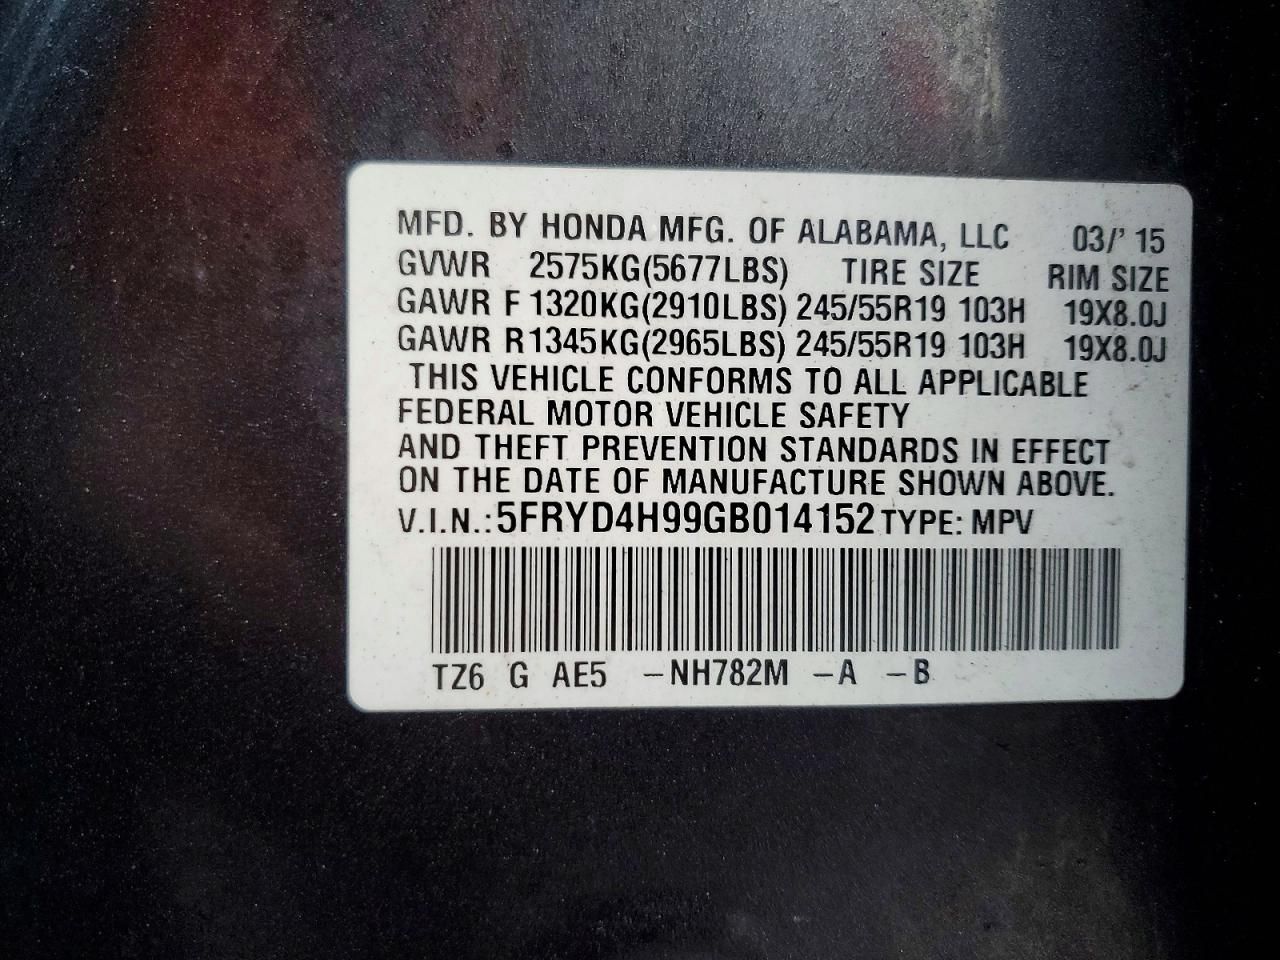 MFD. BY HONDA MFG. OF ALABAMA, LLC 03/' 15
GVWR 2575KG(5677LBS) TIRE SIZE RIM SIZE
GAWR F 1320KG(2910LBS) 245/55R19 103H 19X8.0J
GAWR R1345KG(2965LBS) 245/55R19 103H 19X8.0J
THIS VEHICLE CONFORMS TO ALL APPLICABLE
FEDERAL MOTOR VEHICLE SAFETY
AND THEFT PREVENTION STANDARDS IN EFFECT
ON THE DATE OF MANUFACTURE SHOWN ABOVE.
V.I.N.:5FRYD4H99GB014152 TYPE: MPV
TZ6 G AE5 –NH782M –A –B